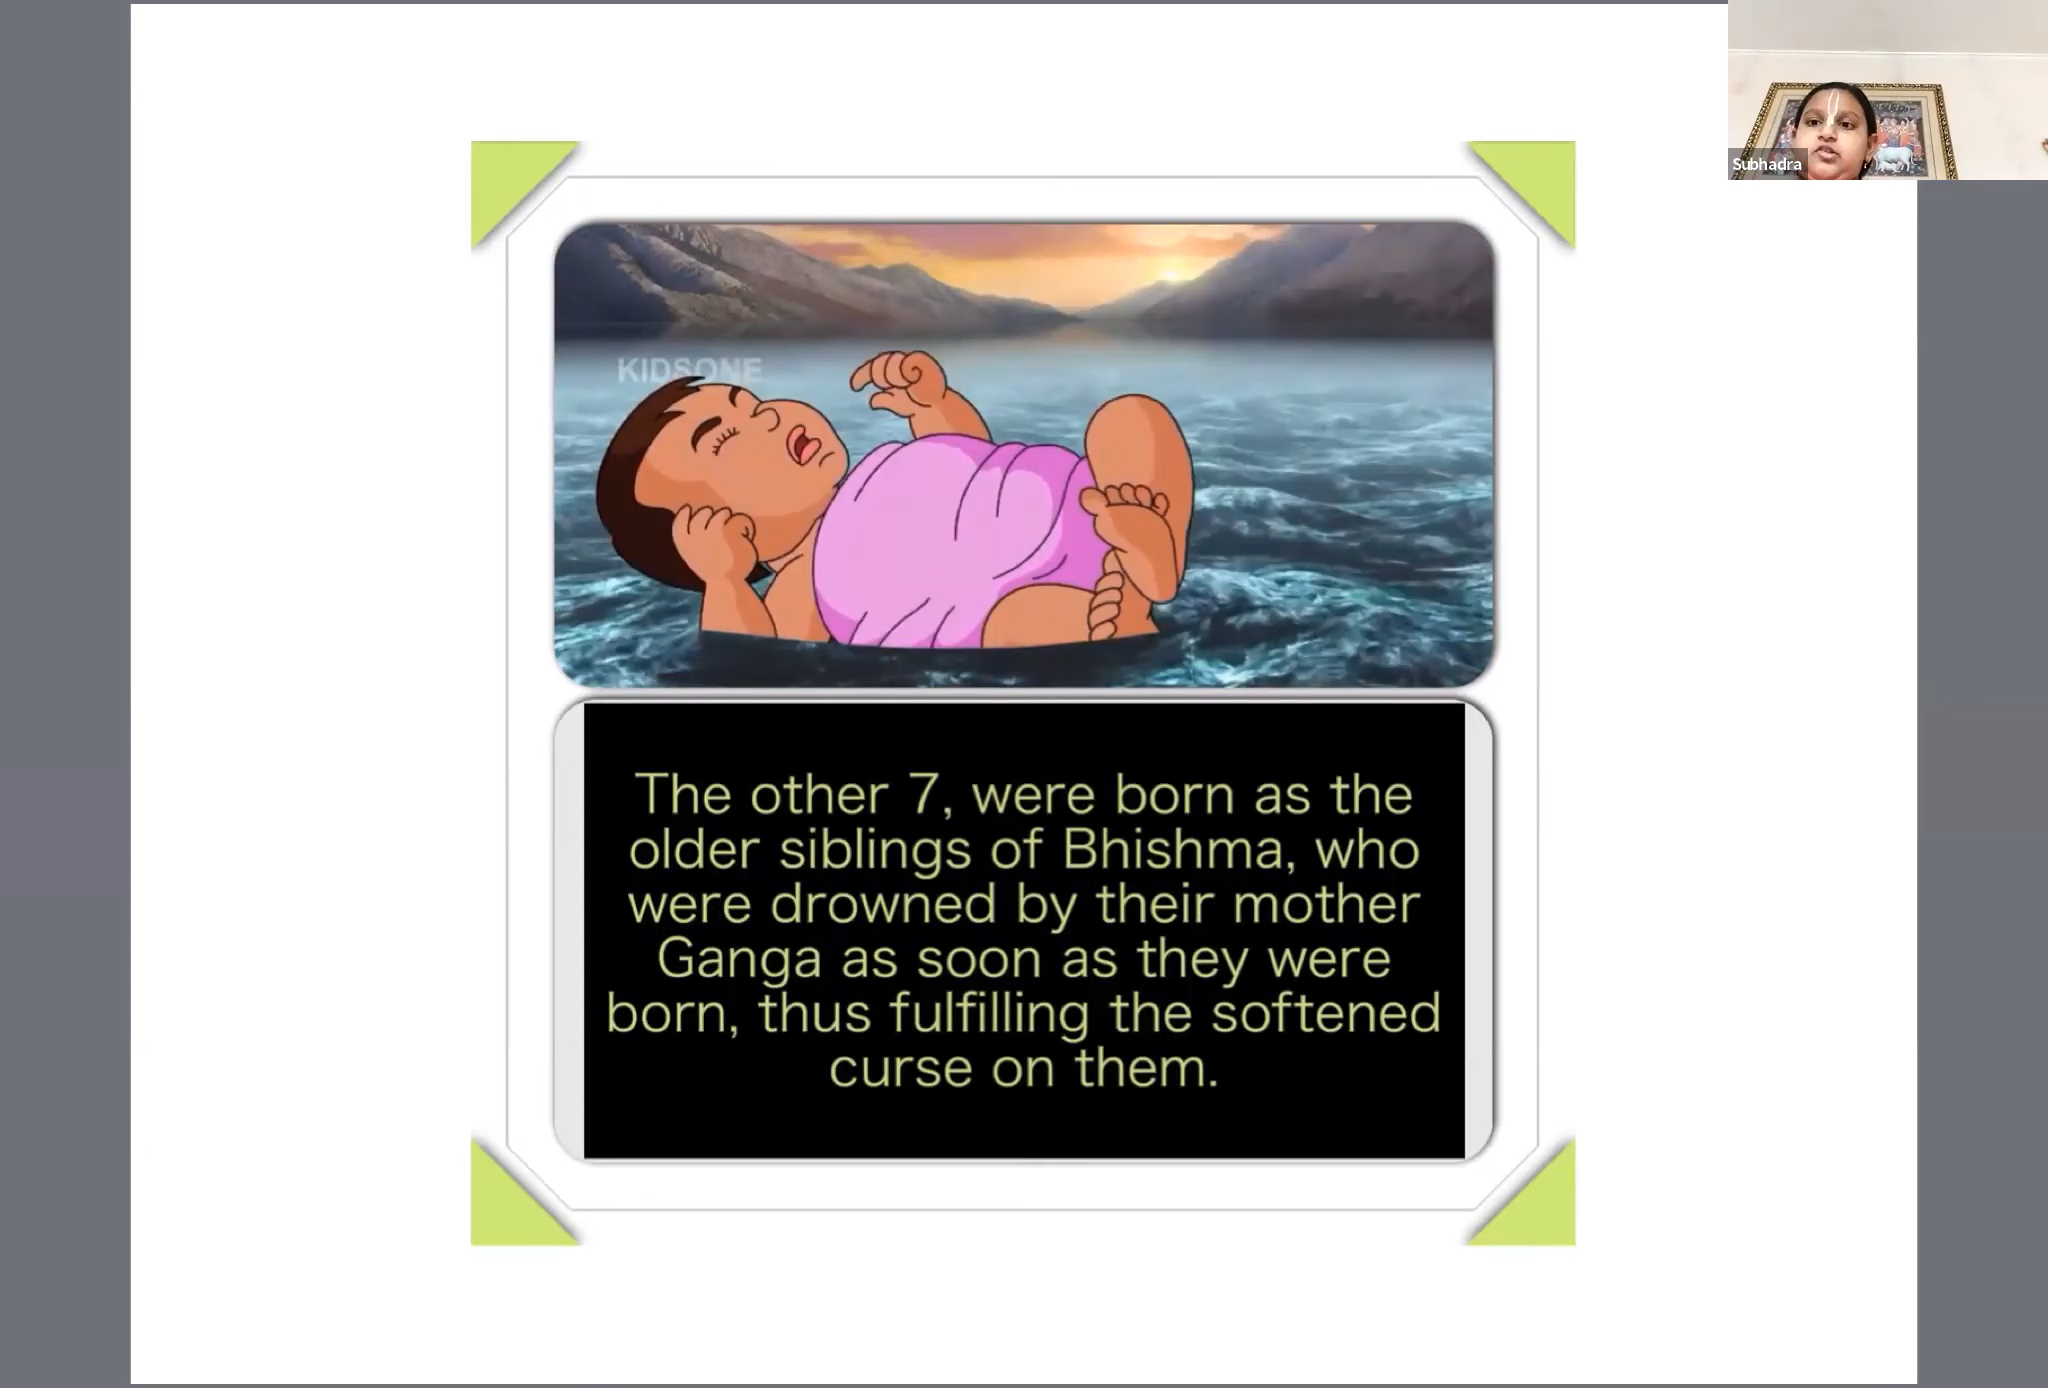 Subhadra
KIDSONE
The other 7, were born as the
older siblings of Bhishma, who
were drowned by their mother
Ganga as soon as they were
born, thus fulfilling the softened
curse on them.